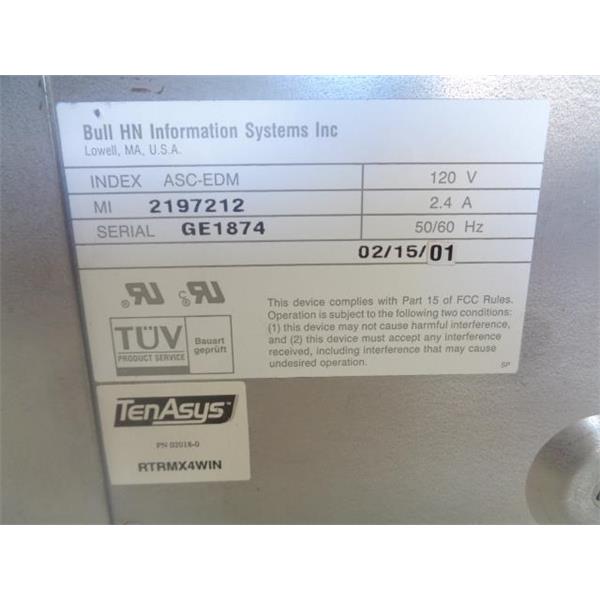 Bull HN Information Systems Inc
Lowell, MA, U.S.A.
INDEX ASC-EDM 120 V
MI 2197212 2.4 A
SERIAL GE1874 50/60 Hz
02/15/01
This device complies with Part 15 of FCC Rules.
Operation is subject to the following two conditions:
(1) this device may not cause harmful interference,
and (2) this device must accept any interference
received, including interference that may cause
undesired operation.
SP
TÜV
PRODUCT SERVICE
Bauart
geprüft
TenAsys™
PN 02018-0
RTRMX4WIN